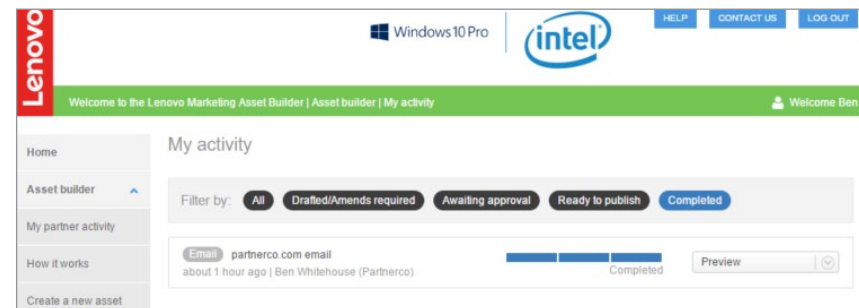 Lenovo
Windows 10 Pro
intel
HELP CONTACT US LOG OUT
Welcome to the Lenovo Marketing Asset Builder | Asset builder | My activity
Welcome Ben
Home
Asset builder
My partner activity
How it works
Create a new asset
My activity
Filter by: All Drafted/Amends required Awaiting approval Ready to publish Completed
Email partnerco.com email
about 1 hour ago | Ben Whitehouse (Partnerco)
Completed
Preview